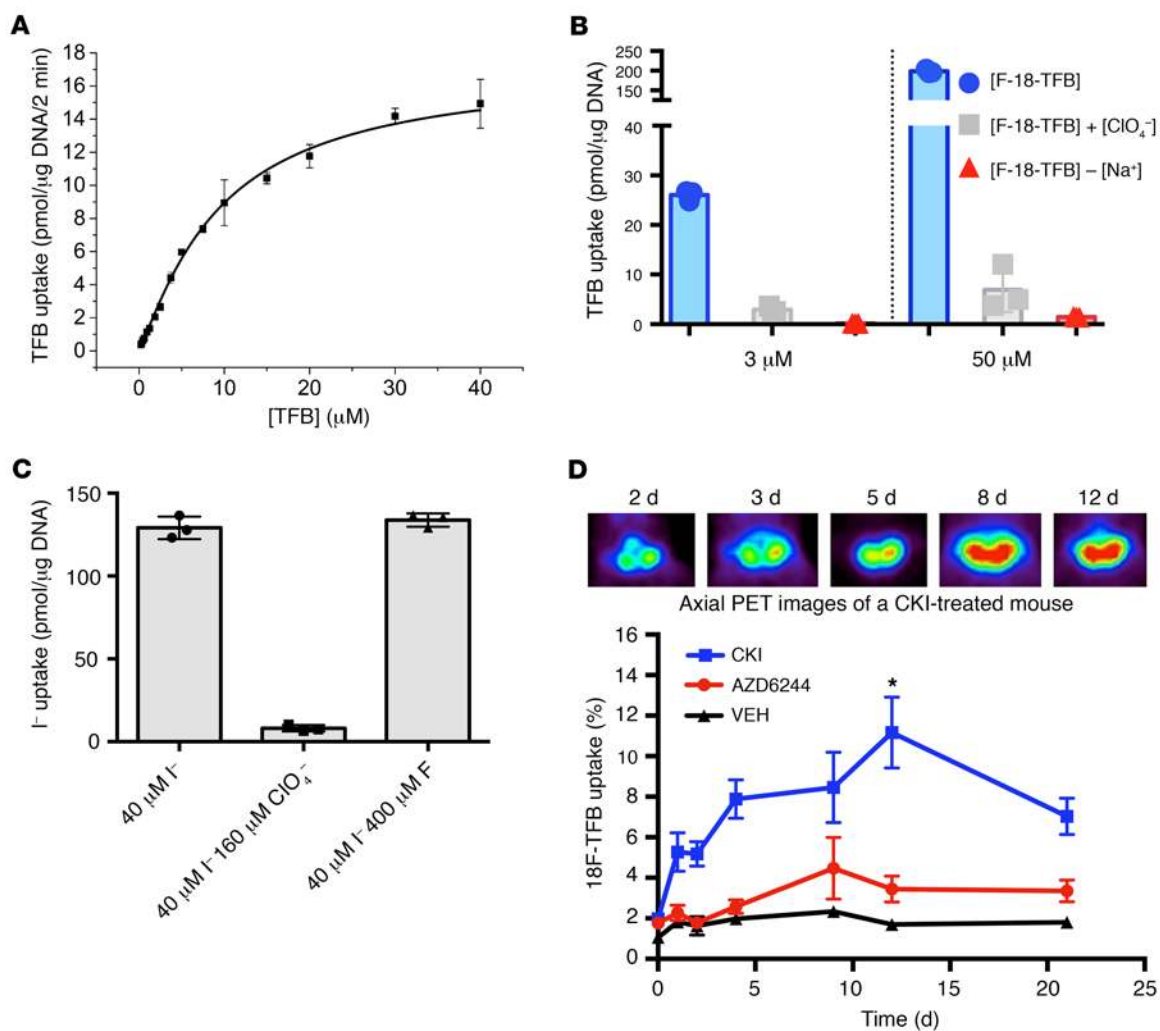 A
TFB uptake (pmol/μg DNA/2 min)
18
16
14
12
10
8
6
4
2
0
0 10 20 30 40
[TFB] (μM)
B
TFB uptake (pmol/μg DNA)
250
200
150
40
30
20
10
0
[F-18-TFB]
[F-18-TFB] + [ClO₄⁻]
[F-18-TFB] – [Na⁺]
3 μM 50 μM
C
I⁻ uptake (pmol/μg DNA)
150
100
50
0
40 μM I⁻
40 μM I⁻ 160 μM ClO₄⁻
40 μM I⁻ 400 μM F
D
2 d 3 d 5 d 8 d 12 d
Axial PET images of a CKI-treated mouse
18F-TFB uptake (%)
16
14
12
10
8
6
4
2
0
CKI
AZD6244
VEH
*
0 5 10 15 20 25
Time (d)